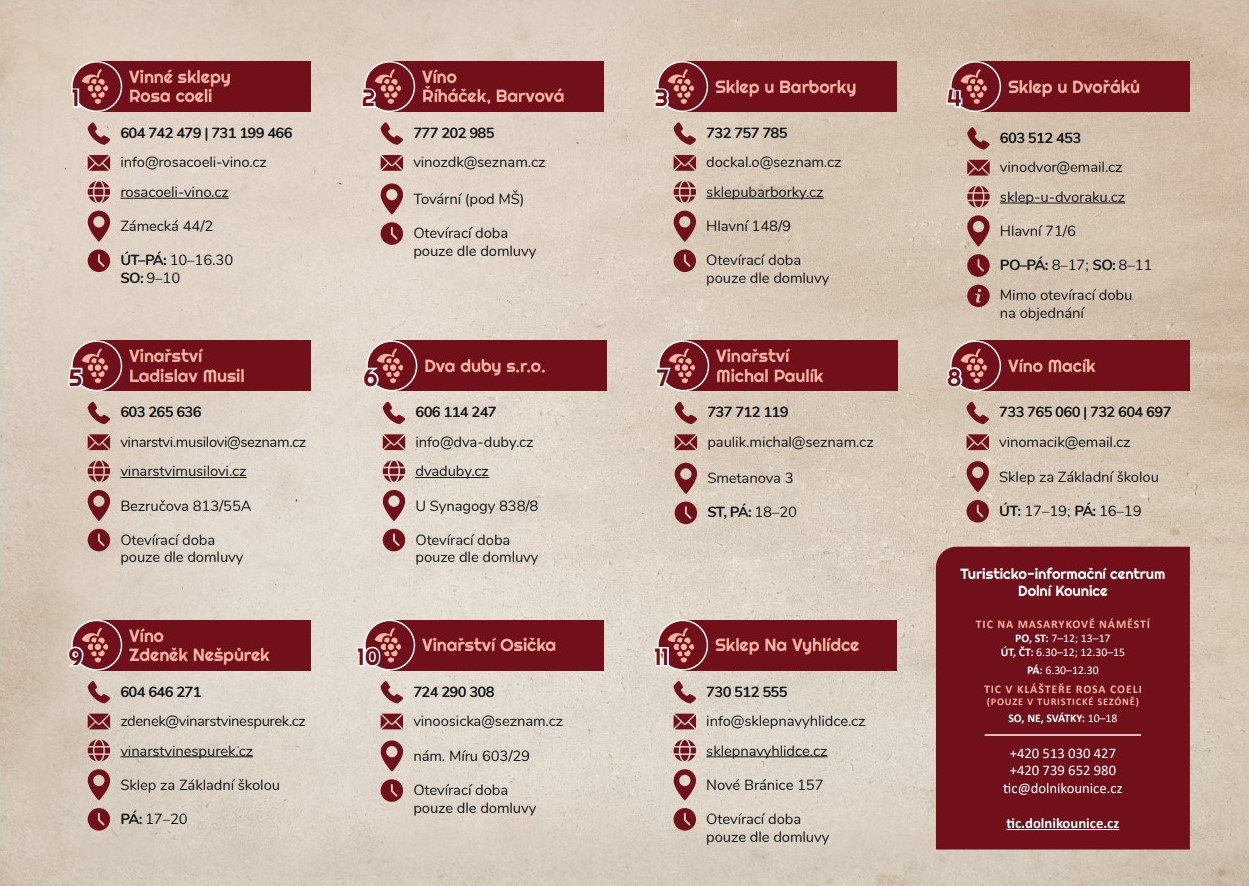 1
Vinné sklepy
Rosa coeli
604 742 479 | 731 199 466
info@rosacoeli-vino.cz
rosacoeli-vino.cz
Zámecká 44/2
ÚT–PÁ: 10–16.30
SO: 9–10
2
Víno
Říháček, Barvová
777 202 985
vinozdk@seznam.cz
Tovární (pod MŠ)
Otevírací doba
pouze dle domluvy
3
Sklep u Barborky
732 757 785
dockal.o@seznam.cz
sklepubarborky.cz
Hlavní 148/9
Otevírací doba
pouze dle domluvy
4
Sklep u Dvořáků
603 512 453
vinodvor@email.cz
sklep-u-dvoraku.cz
Hlavní 71/6
PO–PÁ: 8–17; SO: 8–11
Mimo otevírací dobu
na objednání
5
Vinařství
Ladislav Musil
603 265 636
vinarstvi.musilovi@seznam.cz
vinarstvimusilovi.cz
Bezručova 813/55A
Otevírací doba
pouze dle domluvy
6
Dva duby s.r.o.
606 114 247
info@dva-duby.cz
dvaduby.cz
U Synagogy 838/8
Otevírací doba
pouze dle domluvy
7
Vinařství
Michal Paulík
737 712 119
paulik.michal@seznam.cz
Smetanova 3
ST, PÁ: 18–20
8
Víno Macík
733 765 060 | 732 604 697
vinomacik@email.cz
Sklep za Základní školou
ÚT: 17–19; PÁ: 16–19
9
Víno
Zdeněk Nešpůrek
604 646 271
zdenek@vinarstvinespurek.cz
vinarstvinespurek.cz
Sklep za Základní školou
PÁ: 17–20
10
Vinařství Osička
724 290 308
vinoosicka@seznam.cz
nám. Míru 603/29
Otevírací doba
pouze dle domluvy
11
Sklep Na Vyhlídce
730 512 555
info@sklepnavyhlidce.cz
sklepnavyhlidce.cz
Nové Bránice 157
Otevírací doba
pouze dle domluvy
Turisticko-informační centrum
Dolní Kounice
TIC NA MASARYKOVĚ NÁMĚSTÍ
PO, ST: 7–12; 13–17
ÚT, ČT: 6.30–12; 12.30–15
PÁ: 6.30–12.30
TIC V KLÁŠTEŘE ROSA COELI
(POUZE V TURISTICKÉ SEZÓNĚ)
SO, NE, SVÁTKY: 10–18
+420 513 030 427
+420 739 652 980
tic@dolnikounice.cz
tic.dolnikounice.cz